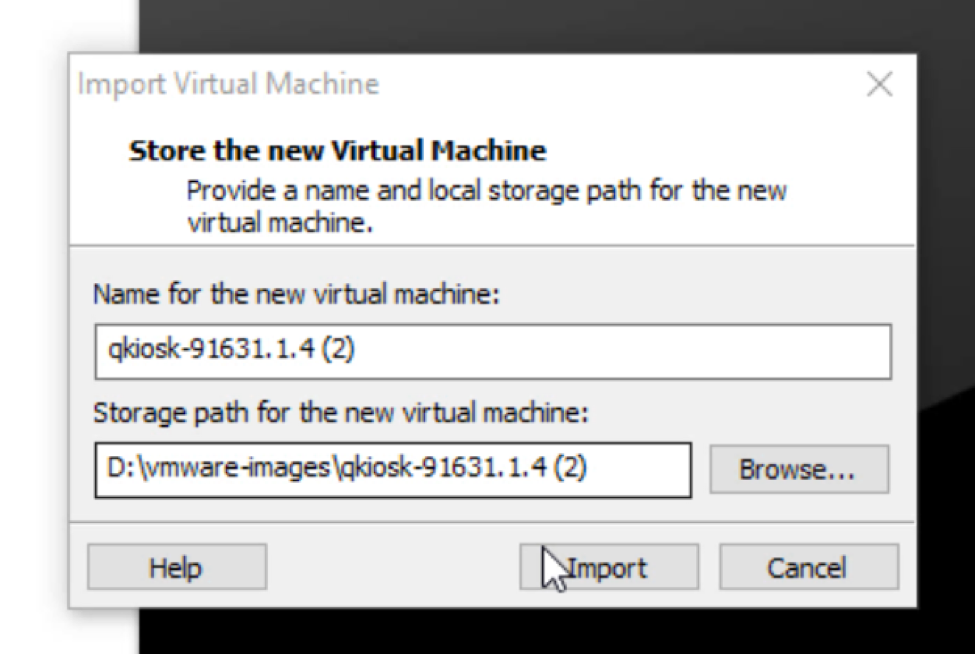 Import Virtual Machine
Store the new Virtual Machine
Provide a name and local storage path for the new
virtual machine.
Name for the new virtual machine:
qkiosk-91631.1.4 (2)
Storage path for the new virtual machine:
D:\vmware-images\qkiosk-91631.1.4 (2)
Browse...
Help
Import
Cancel